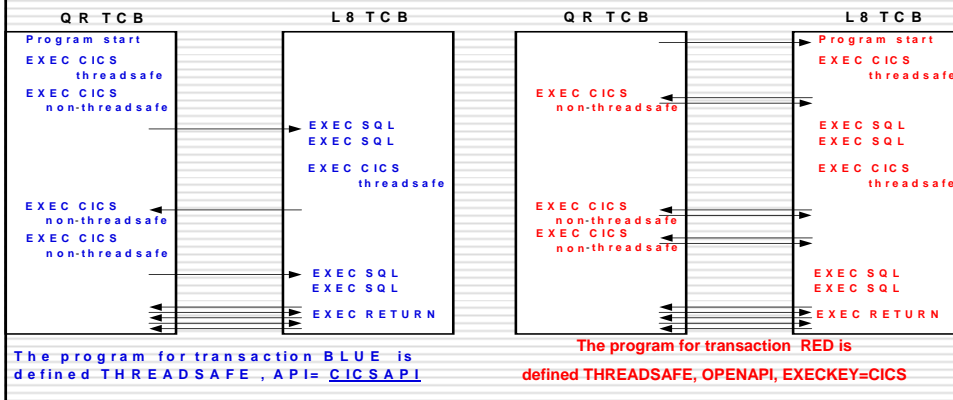 QR TCB
L8 TCB
Program start
EXEC CICS
threadsafe
EXEC CICS
non-threadsafe
EXEC SQL
EXEC SQL
EXEC CICS
threadsafe
EXEC CICS
non-threadsafe
EXEC CICS
non-threadsafe
EXEC SQL
EXEC SQL
EXEC RETURN
The program for transaction BLUE is
defined THREADSAFE , API= CICSAPI
QR TCB
L8 TCB
Program start
EXEC CICS
threadsafe
EXEC CICS
non-threadsafe
EXEC SQL
EXEC SQL
EXEC CICS
threadsafe
EXEC CICS
non-threadsafe
EXEC CICS
non-threadsafe
EXEC SQL
EXEC SQL
EXEC RETURN
The program for transaction RED is
defined THREADSAFE, OPENAPI, EXECKEY=CICS